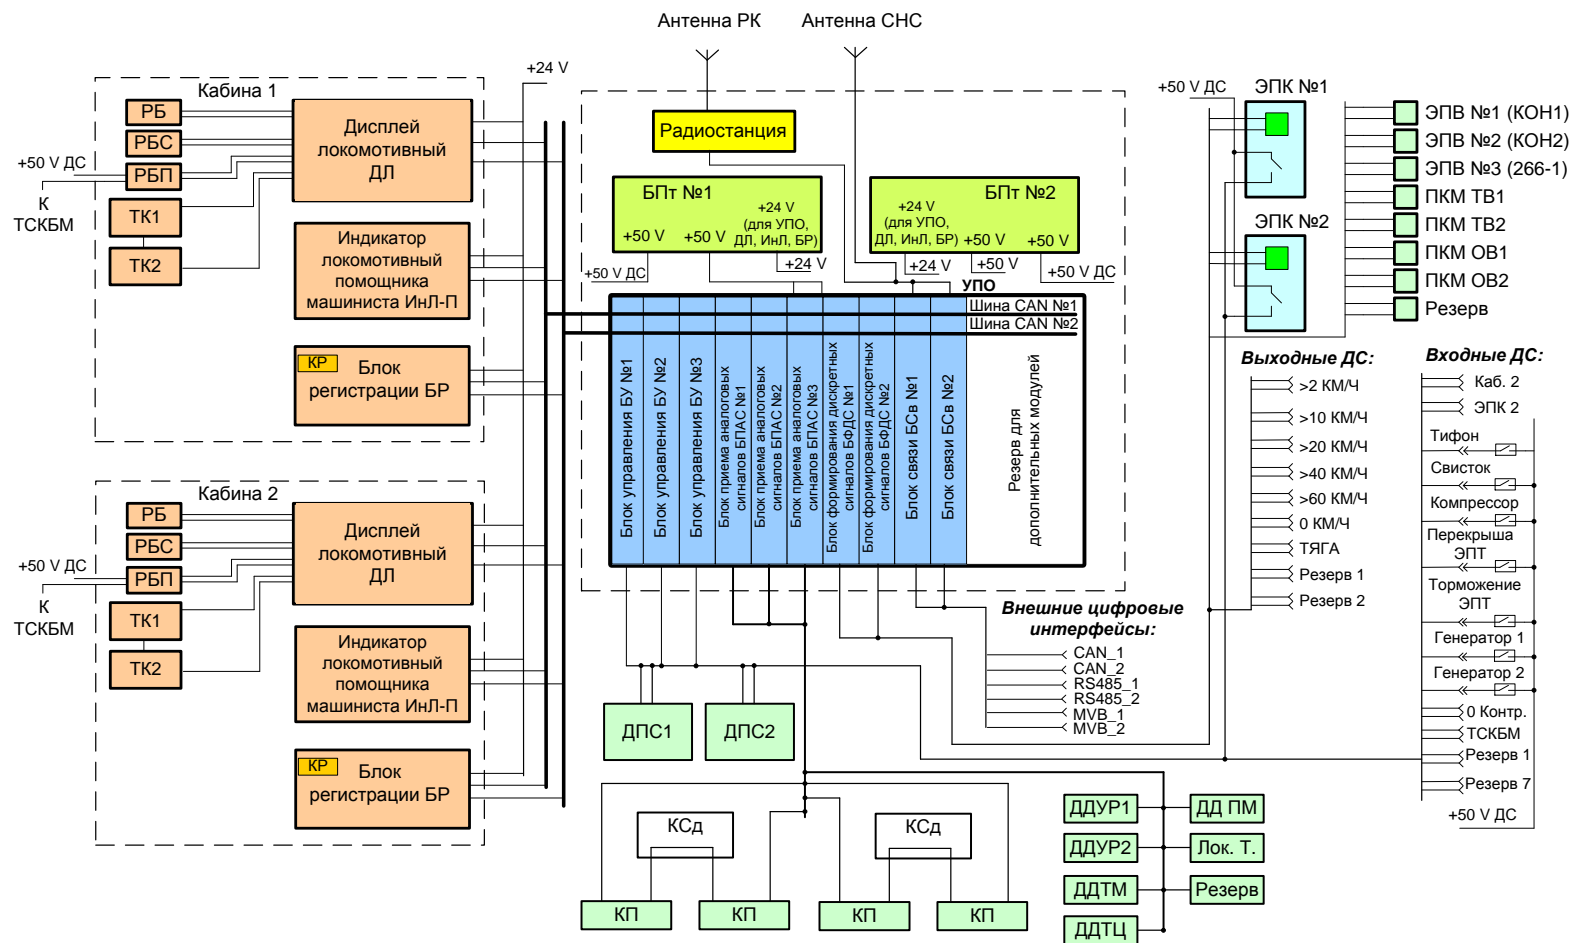 Антенна РК
Антенна СНС
+24 V
Кабина 1
РБ
РБС
+50 V ДС
РБП
К
ТСКБМ
ТК1
ТК2
Дисплей
локомотивный
ДЛ
Индикатор
локомотивный
помощника
машиниста ИнЛ-П
КР
Блок
регистрации БР
Кабина 2
РБ
РБС
+50 V ДС
РБП
К
ТСКБМ
ТК1
ТК2
Дисплей
локомотивный
ДЛ
Индикатор
локомотивный
помощника
машиниста ИнЛ-П
КР
Блок
регистрации БР
Радиостанция
БПт №1
+24 V
(для УПО,
ДЛ, ИнЛ, БР)
+50 V
+50 V
+50 V ДС
+24 V
БПт №2
+24 V
(для УПО,
ДЛ, ИнЛ, БР)
+50 V
+50 V
+24 V
+50 V
+50 V ДС
УПО
Шина CAN №1
Шина CAN №2
Блок управления БУ №1
Блок управления БУ №2
Блок управления БУ №3
Блок приема аналоговых
сигналов БПАС №1
Блок приема аналоговых
сигналов БПАС №2
Блок приема аналоговых
сигналов БПАС №3
Блок формирования дискретных
сигналов БФДС №1
Блок формирования дискретных
сигналов БФДС №2
Блок связи БСв №1
Блок связи БСв №2
Резерв для
дополнительных модулей
Внешние цифровые
интерфейсы:
CAN_1
CAN_2
RS485_1
RS485_2
MVB_1
MVB_2
ДПС1
ДПС2
КСд
КСд
КП
КП
КП
КП
ДДУР1
ДДУР2
ДДТМ
ДДТЦ
ДД ПМ
Лок. Т.
Резерв
+50 V ДС
ЭПК №1
ЭПК №2
ЭПВ №1 (КОН1)
ЭПВ №2 (КОН2)
ЭПВ №3 (266-1)
ПКМ ТВ1
ПКМ ТВ2
ПКМ ОВ1
ПКМ ОВ2
Резерв
Выходные ДС:
>2 КМ/Ч
>10 КМ/Ч
>20 КМ/Ч
>40 КМ/Ч
>60 КМ/Ч
0 КМ/Ч
ТЯГА
Резерв 1
Резерв 2
Входные ДС:
Каб. 2
ЭПК 2
Тифон
Свисток
Компрессор
Перекрыша
ЭПТ
Торможение
ЭПТ
Генератор 1
Генератор 2
0 Контр.
ТСКБМ
Резерв 1
Резерв 7
+50 V ДС